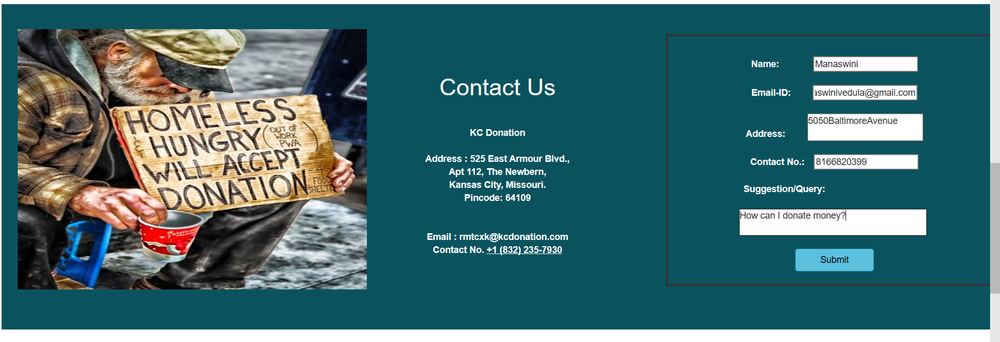 HOMELESS
& HUNGRY (OUT OF
WORK
PWA)
WILL ACCEPT
DONATION -4-
FOOD
SHELTE
Contact Us
KC Donation
Address : 525 East Armour Blvd.,
Apt 112, The Newbern,
Kansas City, Missouri.
Pincode: 64109
Email : rmtcxk@kcdonation.com
Contact No. +1 (832) 235-7930
Name: Manaswini
Email-ID: aswinivedula@gmail.com
Address: 5050BaltimoreAvenue
Contact No.: 8166820399
Suggestion/Query:
How can I donate money?
Submit